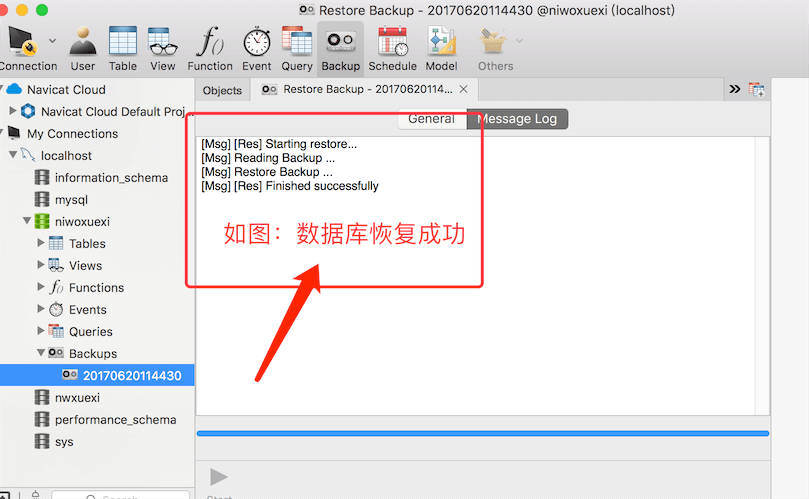 Restore Backup - 20170620114430 @niwoxuexi (localhost)
Connection
User
Table
View
Function
Event
Query
Backup
Schedule
Model
Others
Navicat Cloud
Navicat Cloud Default Proj...
My Connections
localhost
information_schema
mysql
niwoxuexi
Tables
Views
Functions
Events
Queries
Backups
20170620114430
nwxuexi
performance_schema
sys
Objects
Restore Backup - 20170620114...
General
Message Log
[Msg] [Res] Starting restore...
[Msg] Reading Backup ...
[Msg] Restore Backup ...
[Msg] [Res] Finished successfully
如图：数据库恢复成功
Start
Search